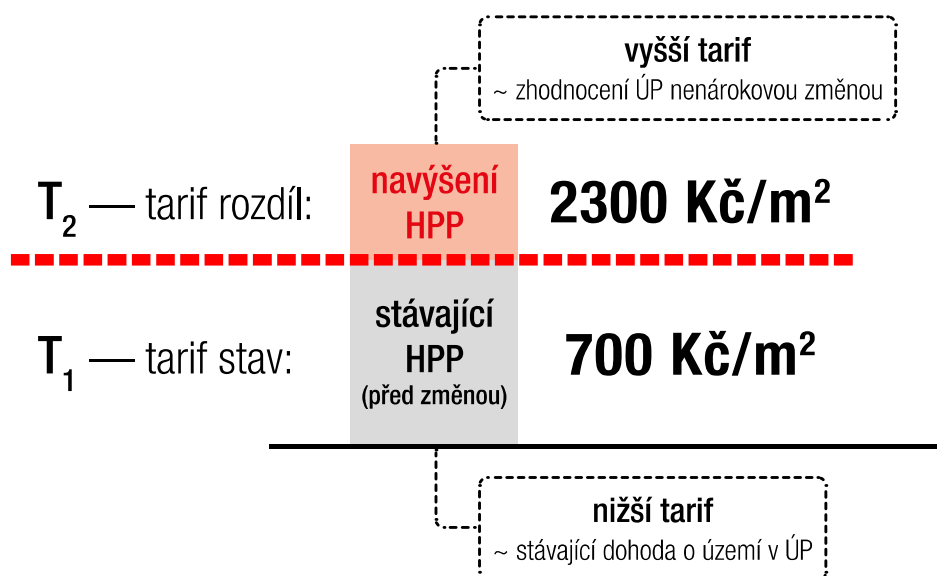 vyšší tarif
~ zhodnocení ÚP nenárokovou změnou
T₂ — tarif rozdíl:
navýšení
HPP
2300 Kč/m²
T₁ — tarif stav:
stávající
HPP
(před změnou)
700 Kč/m²
nižší tarif
~ stávající dohoda o území v ÚP